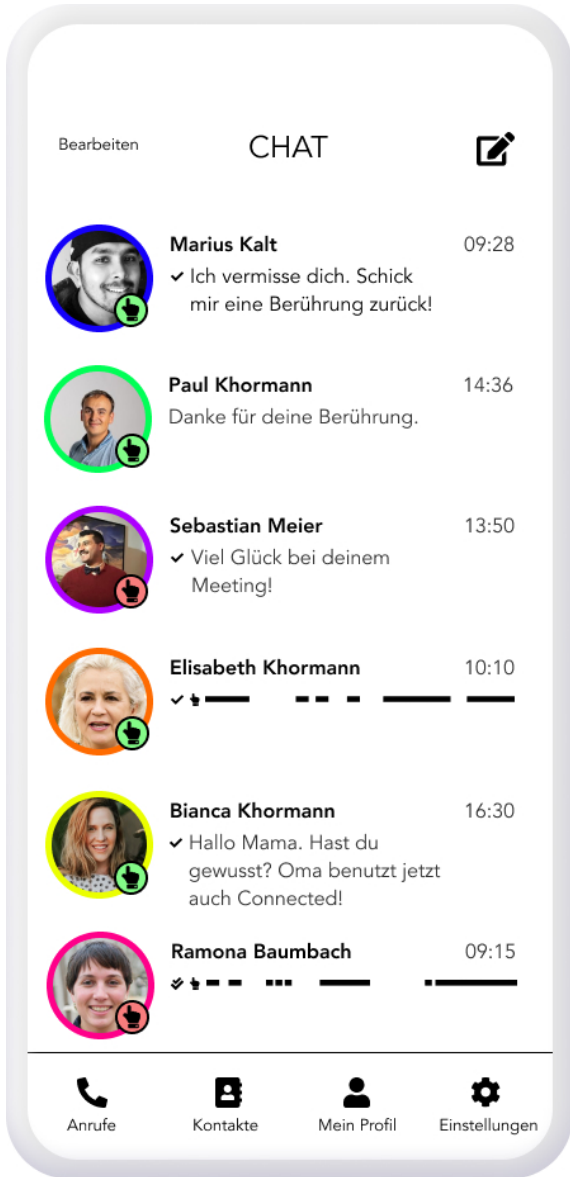 Bearbeiten CHAT
Marius Kalt 09:28
Ich vermisse dich. Schick
mir eine Berührung zurück!
Paul Khormann 14:36
Danke für deine Berührung.
Sebastian Meier 13:50
Viel Glück bei deinem
Meeting!
Elisabeth Khormann 10:10
Bianca Khormann 16:30
Hallo Mama. Hast du
gewusst? Oma benutzt jetzt
auch Connected!
Ramona Baumbach 09:15
Anrufe Kontakte Mein Profil Einstellungen